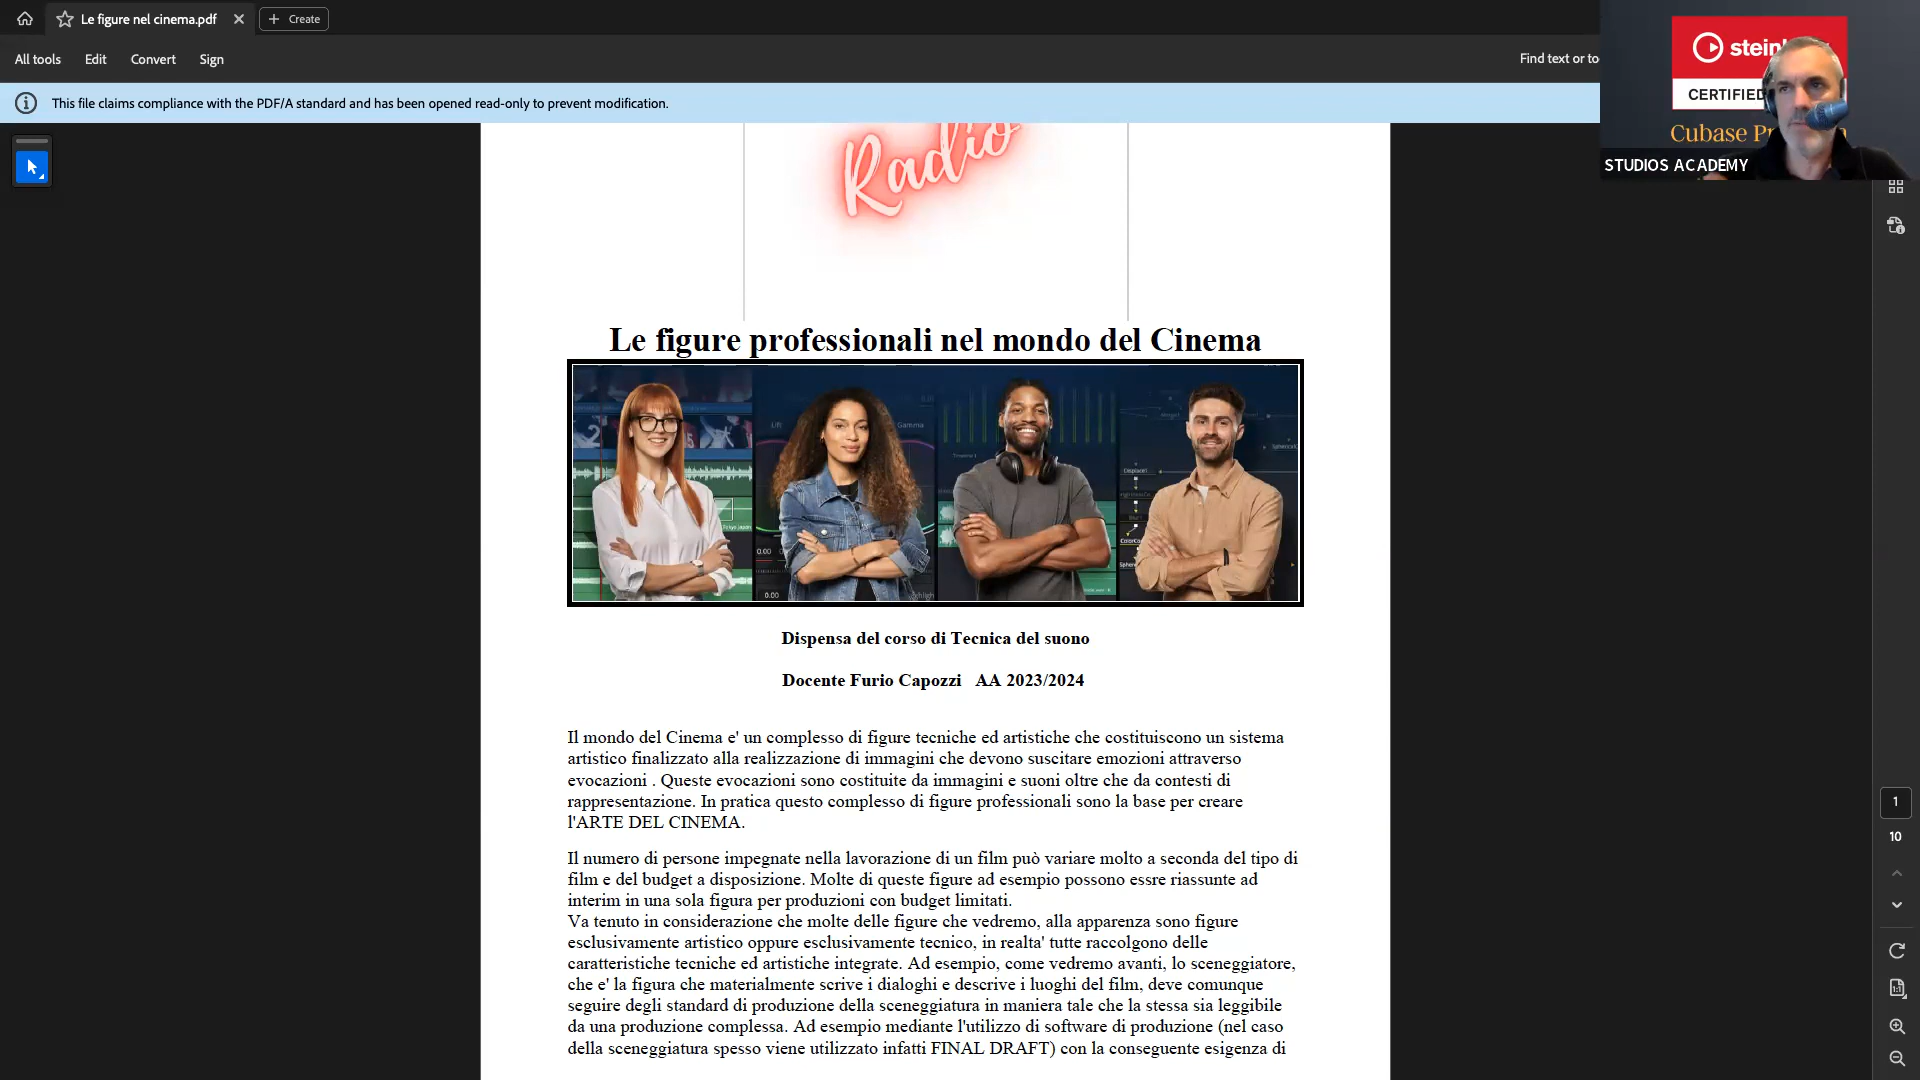 Le figure nel cinema.pdf
Create
All tools Edit Convert Sign
Find text or to
This file claims compliance with the PDF/A standard and has been opened read-only to prevent modification.
CERTIFIED
STUDIOS ACADEMY
Radio
Le figure professionali nel mondo del Cinema
Dispensa del corso di Tecnica del suono
Docente Furio Capozzi AA 2023/2024
Il mondo del Cinema e' un complesso di figure tecniche ed artistiche che costituiscono un sistema
artistico finalizzato alla realizzazione di immagini che devono suscitare emozioni attraverso
evocazioni . Queste evocazioni sono costituite da immagini e suoni oltre che da contesti di
rappresentazione. In pratica questo complesso di figure professionali sono la base per creare
l'ARTE DEL CINEMA.
Il numero di persone impegnate nella lavorazione di un film può variare molto a seconda del tipo di
film e del budget a disposizione. Molte di queste figure ad esempio possono essre riassunte ad
interim in una sola figura per produzioni con budget limitati.
Va tenuto in considerazione che molte delle figure che vedremo, alla apparenza sono figure
esclusivamente artistico oppure esclusivamente tecnico, in realta' tutte raccolgono delle
caratteristiche tecniche ed artistiche integrate. Ad esempio, come vedremo avanti, lo sceneggiatore,
che e' la figura che materialmente scrive i dialoghi e descrive i luoghi del film, deve comunque
seguire degli standard di produzione della sceneggiatura in maniera tale che la stessa sia leggibile
da una produzione complessa. Ad esempio mediante l'utilizzo di software di produzione (nel caso
della sceneggiatura spesso viene utilizzato infatti FINAL DRAFT) con la conseguente esigenza di
1
10